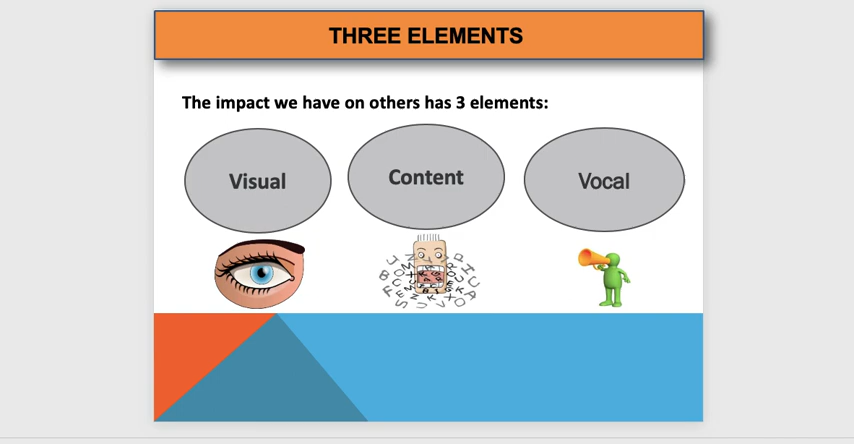 THREE ELEMENTS
The impact we have on others has 3 elements:
Visual
Content
Vocal